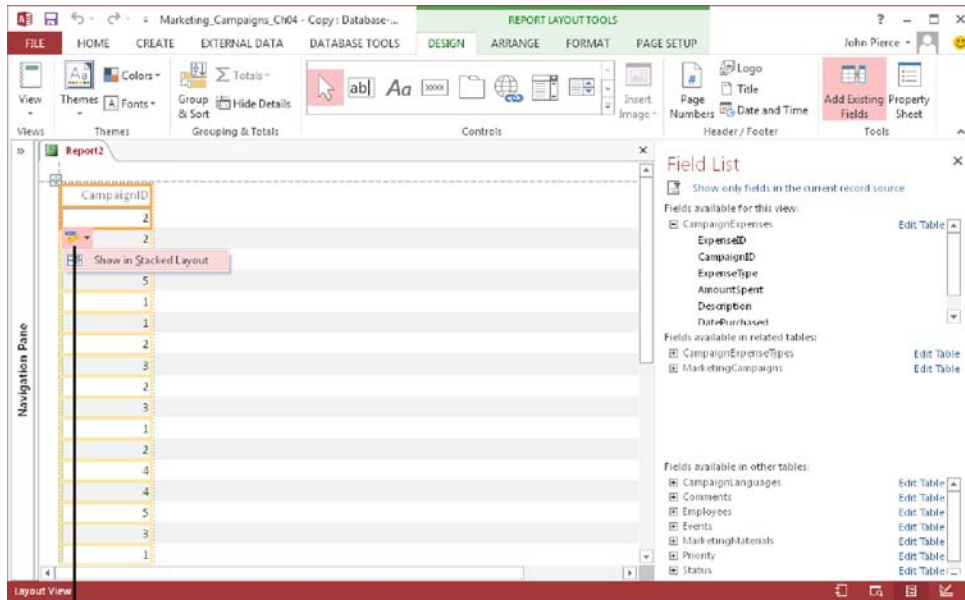 Marketing_Campaigns_Ch04 - Copy : Database-...
REPORT LAYOUT TOOLS
?
FILE HOME CREATE EXTERNAL DATA DATABASE TOOLS DESIGN ARRANGE FORMAT PAGE SETUP John Pierce
View
Themes
Colors
Fonts
Group & Sort
Totals
Hide Details
Aa
ab|
Aa
xxxx
Insert Image
Page Numbers
Logo
Title
Date and Time
Add Existing Fields
Property Sheet
Views Themes Grouping & Totals Controls Header / Footer Tools
Navigation Pane
Report2
CampaignID
2
2
Show in Stacked Layout
5
1
1
2
3
2
3
1
2
4
4
5
3
1
Field List
Show only fields in the current record source
Fields available for this view:
CampaignExpenses Edit Table
ExpenseID
CampaignID
ExpenseType
AmountSpent
Description
DatePurchased
Fields available in related tables:
CampaignExpenseTypes Edit Table
MarketingCampaigns Edit Table
Fields available in other tables:
CampaignLanguages Edit Table
Comments Edit Table
Employees Edit Table
Events Edit Table
MarketingMaterials Edit Table
Priority Edit Table
Status Edit Table
Layout View